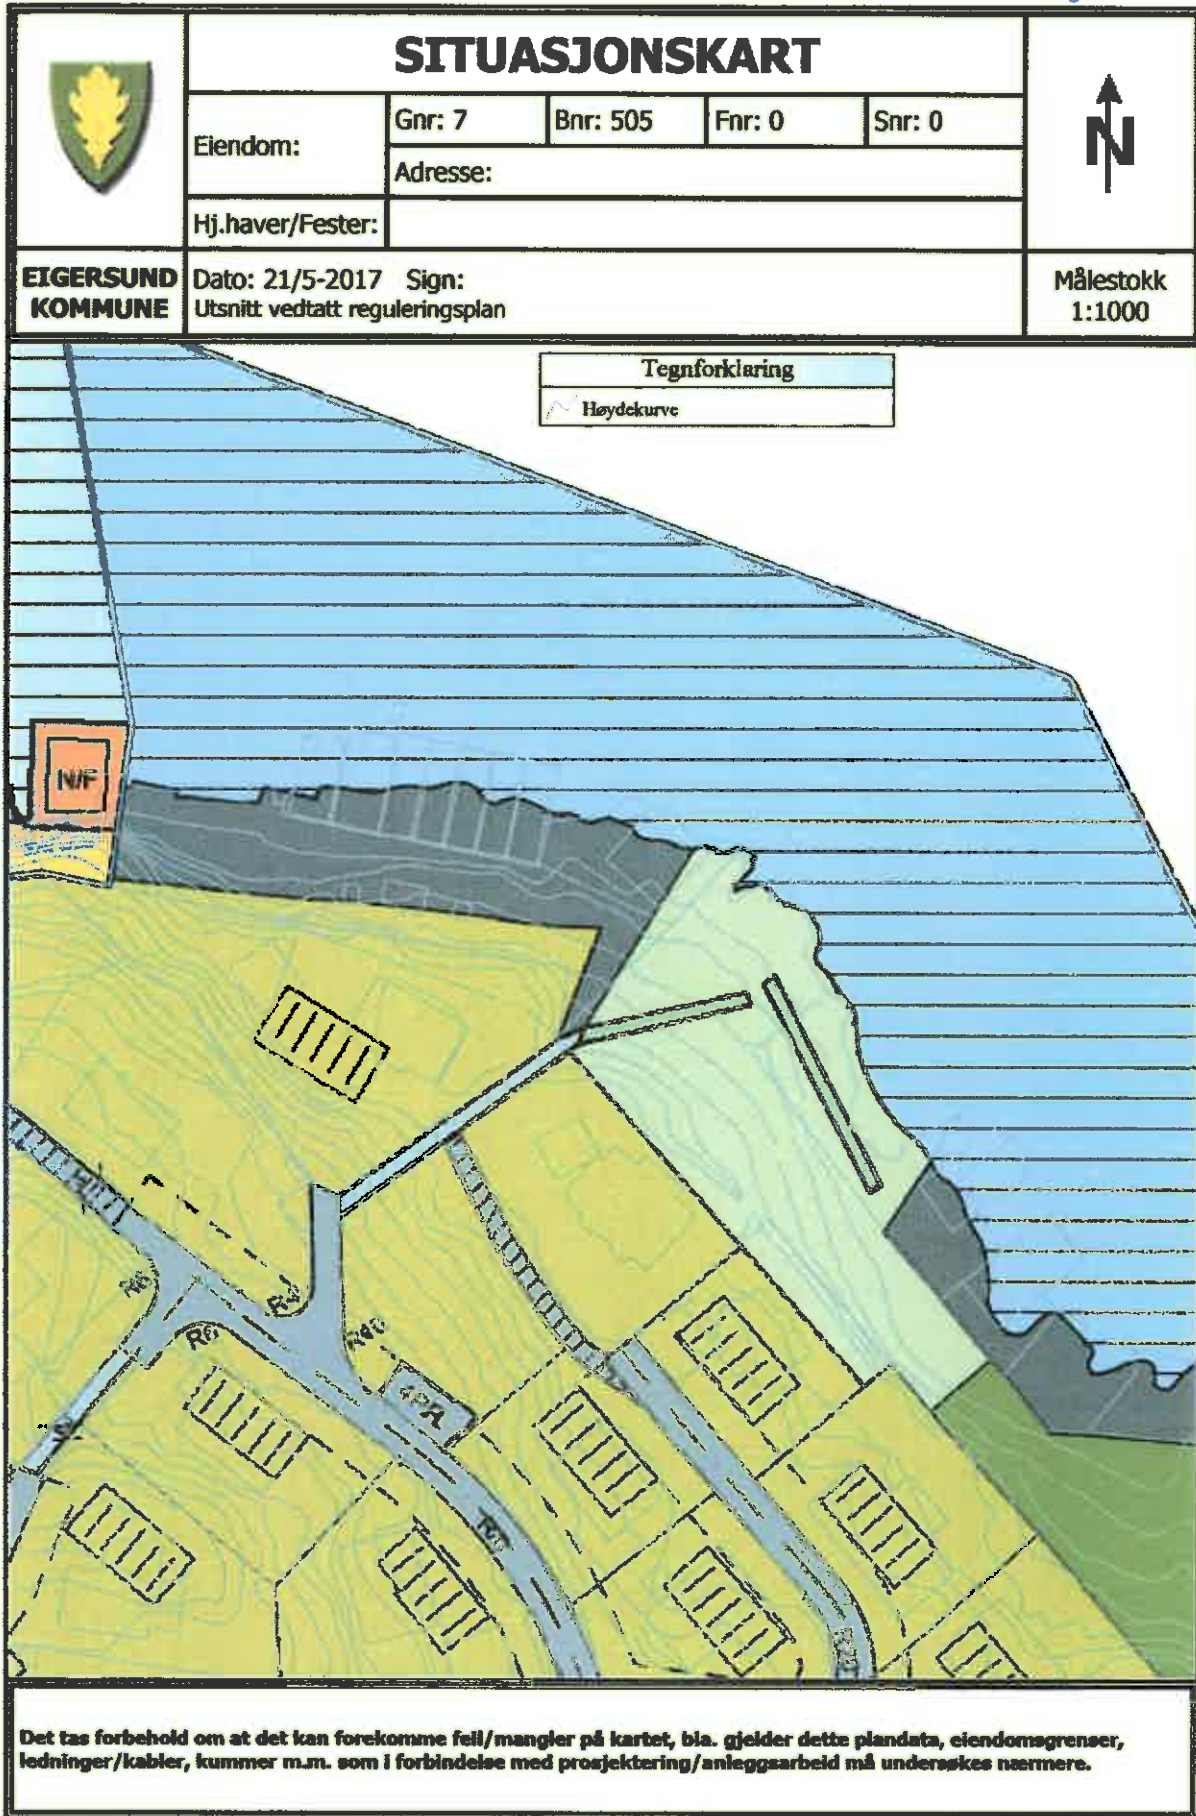 SITUASJONSKART
Eiendom:
Gnr: 7
Bnr: 505
Fnr: 0
Snr: 0
Adresse:
Hj.haver/Fester:
N
EIGERSUND
KOMMUNE
Dato: 21/5-2017 Sign:
Utsnitt vedtatt reguleringsplan
Målestokk
1:1000
Tegnforklaring
Høydekurve
N/F
R6
R40
Det tas forbehold om at det kan forekomme feil/mangler på kartet, bla. gjelder dette plandata, eiendomsgrenser,
ledninger/kabler, kummer m.m. som i forbindelse med prosjektering/anleggsarbeid må undersøkes nærmere.